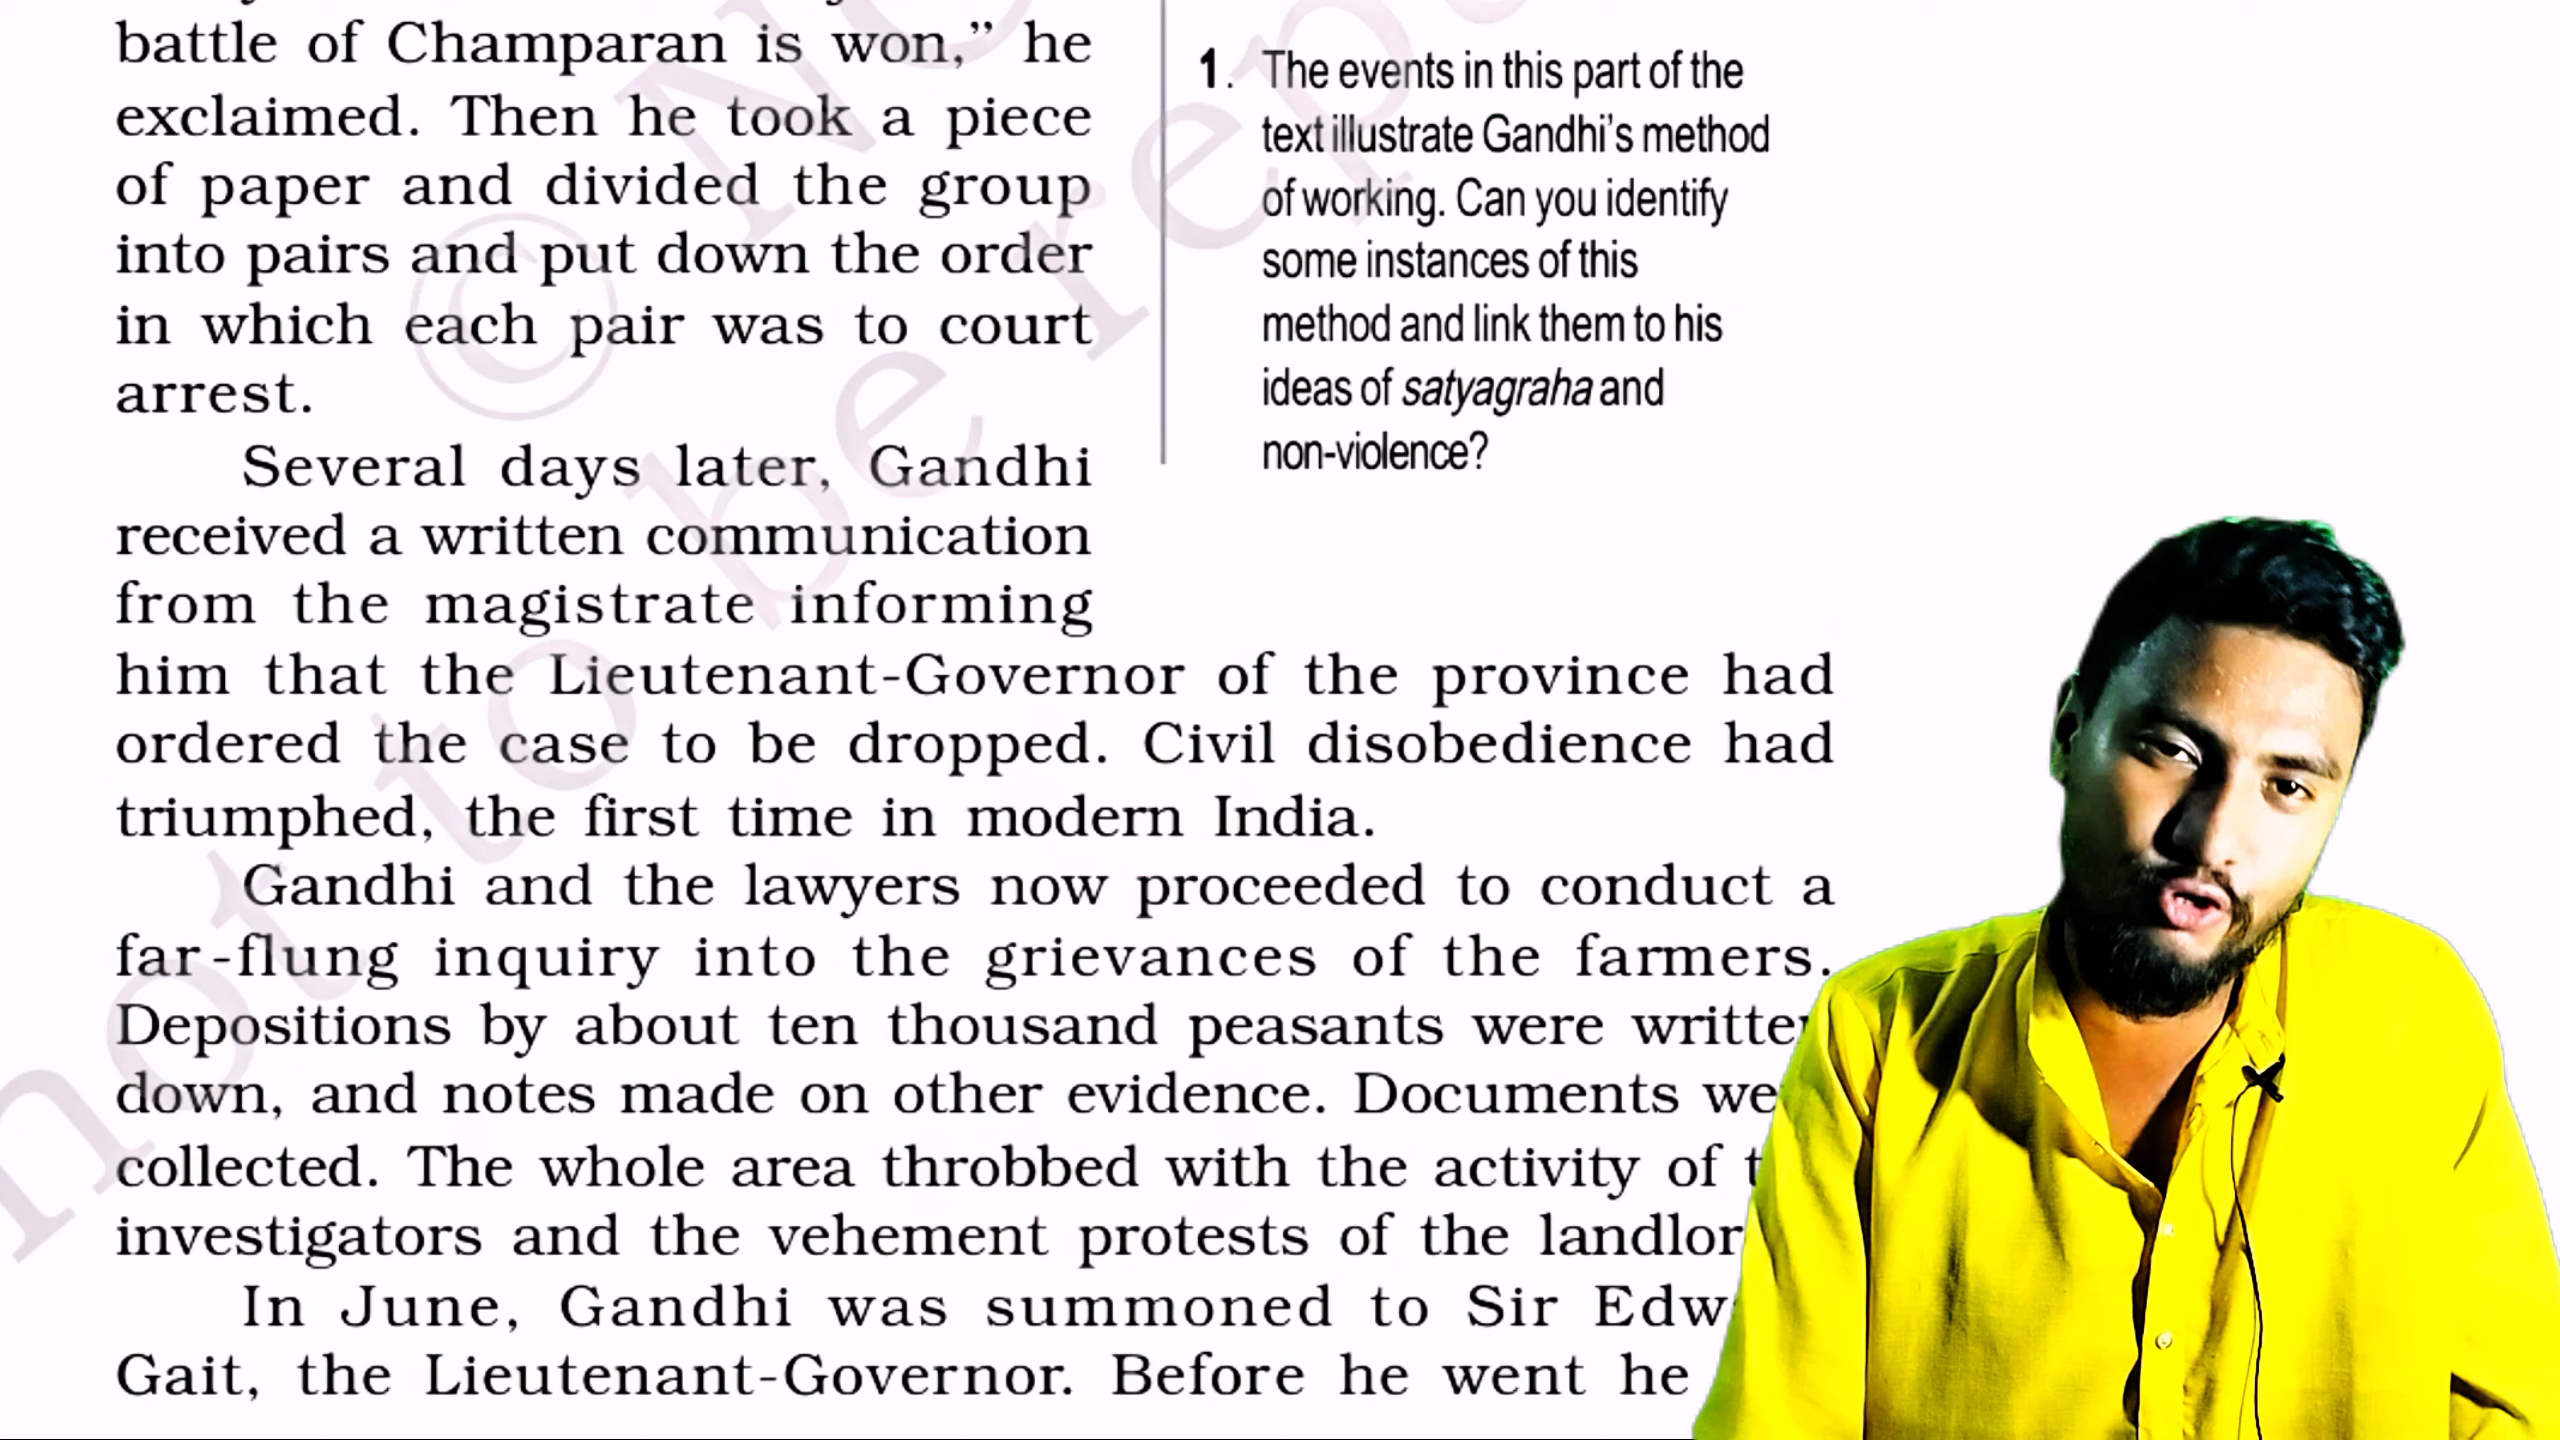 battle of Champaran is won,” he
exclaimed. Then he took a piece
of paper and divided the group
into pairs and put down the order
in which each pair was to court
arrest.
Several days later, Gandhi
received a written communication
from the magistrate informing
him that the Lieutenant-Governor of the province had
ordered the case to be dropped. Civil disobedience had
triumphed, the first time in modern India.
Gandhi and the lawyers now proceeded to conduct a
far-flung inquiry into the grievances of the farmers.
Depositions by about ten thousand peasants were
down, and notes made on other evidence. Documents
collected. The whole area throbbed with the activity of
investigators and the vehement protests of the
In June, Gandhi was summoned to Sir
Gait, the Lieutenant-Governor. Before he went he
1. The events in this part of the
text illustrate Gandhi’s method
of working. Can you identify
some instances of this
method and link them to his
ideas of satyagraha and
non-violence?
©
not to be